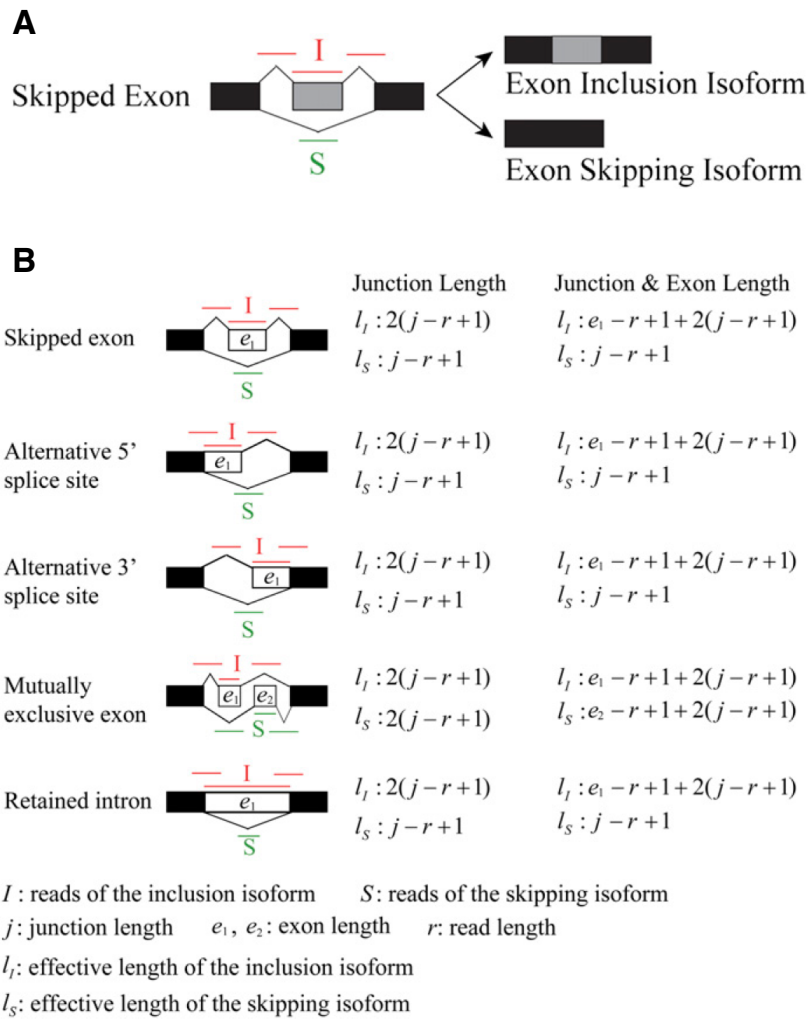 A
I
Skipped Exon
S
Exon Inclusion Isoform
Exon Skipping Isoform
B
Junction Length Junction & Exon Length
Skipped exon
I
e₁
S
l_I : 2(j − r + 1) l_I : e₁ − r + 1 + 2(j − r + 1)
l_S : j − r + 1 l_S : j − r + 1
Alternative 5’
splice site
I
e₁
S
l_I : 2(j − r + 1) l_I : e₁ − r + 1 + 2(j − r + 1)
l_S : j − r + 1 l_S : j − r + 1
Alternative 3’
splice site
I
e₁
S
l_I : 2(j − r + 1) l_I : e₁ − r + 1 + 2(j − r + 1)
l_S : j − r + 1 l_S : j − r + 1
Mutually
exclusive exon
I
e₁ e₂
S
l_I : 2(j − r + 1) l_I : e₁ − r + 1 + 2(j − r + 1)
l_S : 2(j − r + 1) l_S : e₂ − r + 1 + 2(j − r + 1)
Retained intron
I
e₁
S
l_I : 2(j − r + 1) l_I : e₁ − r + 1 + 2(j − r + 1)
l_S : j − r + 1 l_S : j − r + 1
I : reads of the inclusion isoform S: reads of the skipping isoform
j: junction length e₁, e₂: exon length r: read length
l_I: effective length of the inclusion isoform
l_S: effective length of the skipping isoform